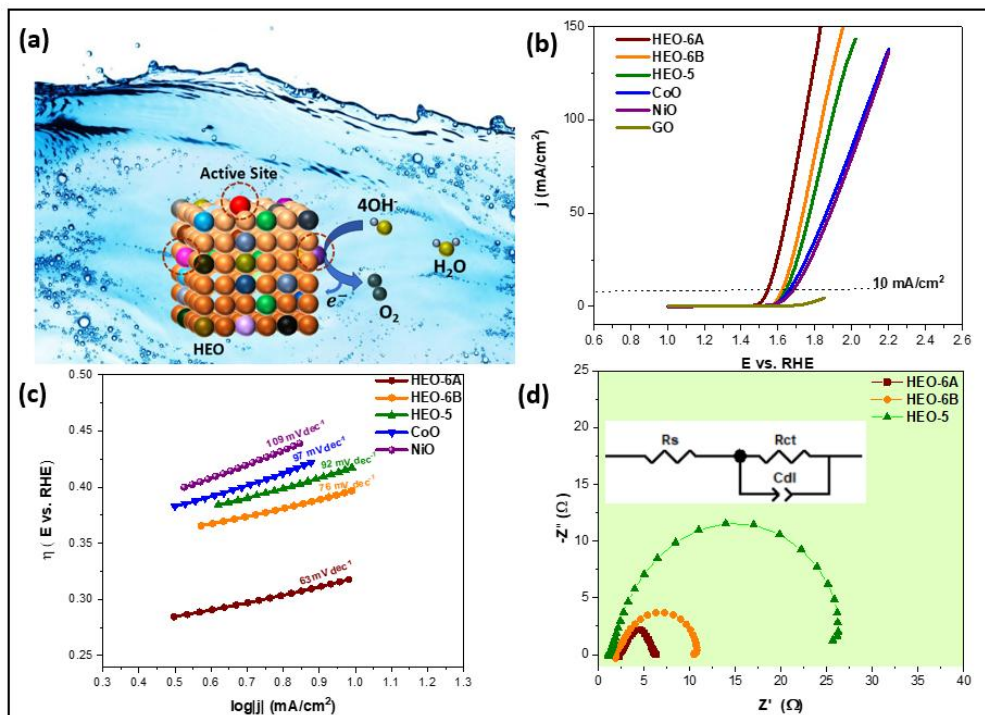 (a)
Active Site
4OH-
H₂O
e⁻
O₂
HEO
(b)
HEO-6A
HEO-6B
HEO-5
CoO
NiO
GO
j (mA/cm²)
150
100
50
0
10 mA/cm²
0.6 0.8 1.0 1.2 1.4 1.6 1.8 2.0 2.2 2.4 2.6
E vs. RHE
(c)
HEO-6A
HEO-6B
HEO-5
CoO
NiO
η ( E vs. RHE)
0.50
0.45
0.40
0.35
0.30
0.25
109 mV dec⁻¹
97 mV dec⁻¹
92 mV dec⁻¹
76 mV dec⁻¹
63 mV dec⁻¹
0.3 0.4 0.5 0.6 0.7 0.8 0.9 1.0 1.1 1.2 1.3
log|j| (mA/cm²)
(d)
HEO-6A
HEO-6B
HEO-5
Rs
Rct
Cdl
-Z" (Ω)
25
20
15
10
5
0
0 5 10 15 20 25 30 35 40
Z' (Ω)